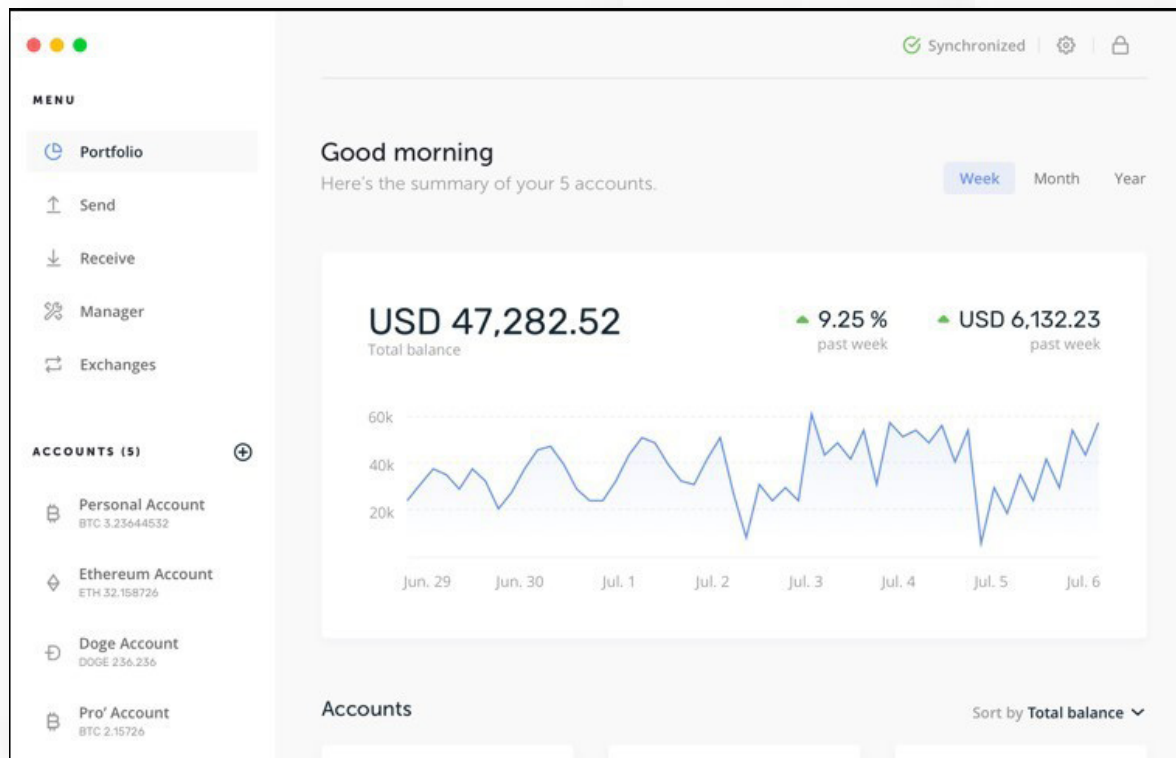 MENU
Portfolio
Send
Receive
Manager
Exchanges
ACCOUNTS (5)
Personal Account
BTC 3.23644532
Ethereum Account
ETH 32.158726
Doge Account
DOGE 236.236
Pro' Account
BTC 2.15726
Synchronized
Good morning
Here's the summary of your 5 accounts.
Week Month Year
USD 47,282.52
Total balance
9.25 %
past week
USD 6,132.23
past week
60k
40k
20k
Jun. 29 Jun. 30 Jul. 1 Jul. 2 Jul. 3 Jul. 4 Jul. 5 Jul. 6
Accounts
Sort by Total balance